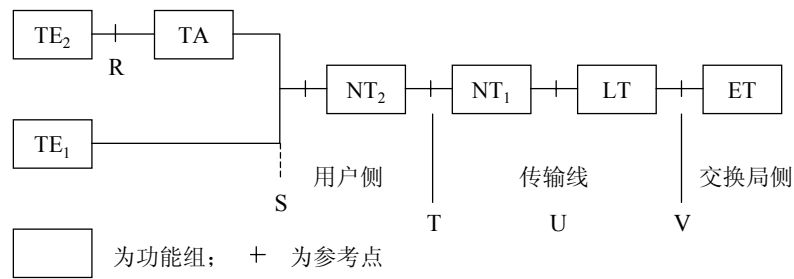 TE₂ TA
R
NT₂ NT₁ LT ET
TE₁
用户侧 传输线 交换局侧
S T U V
为功能组； + 为参考点